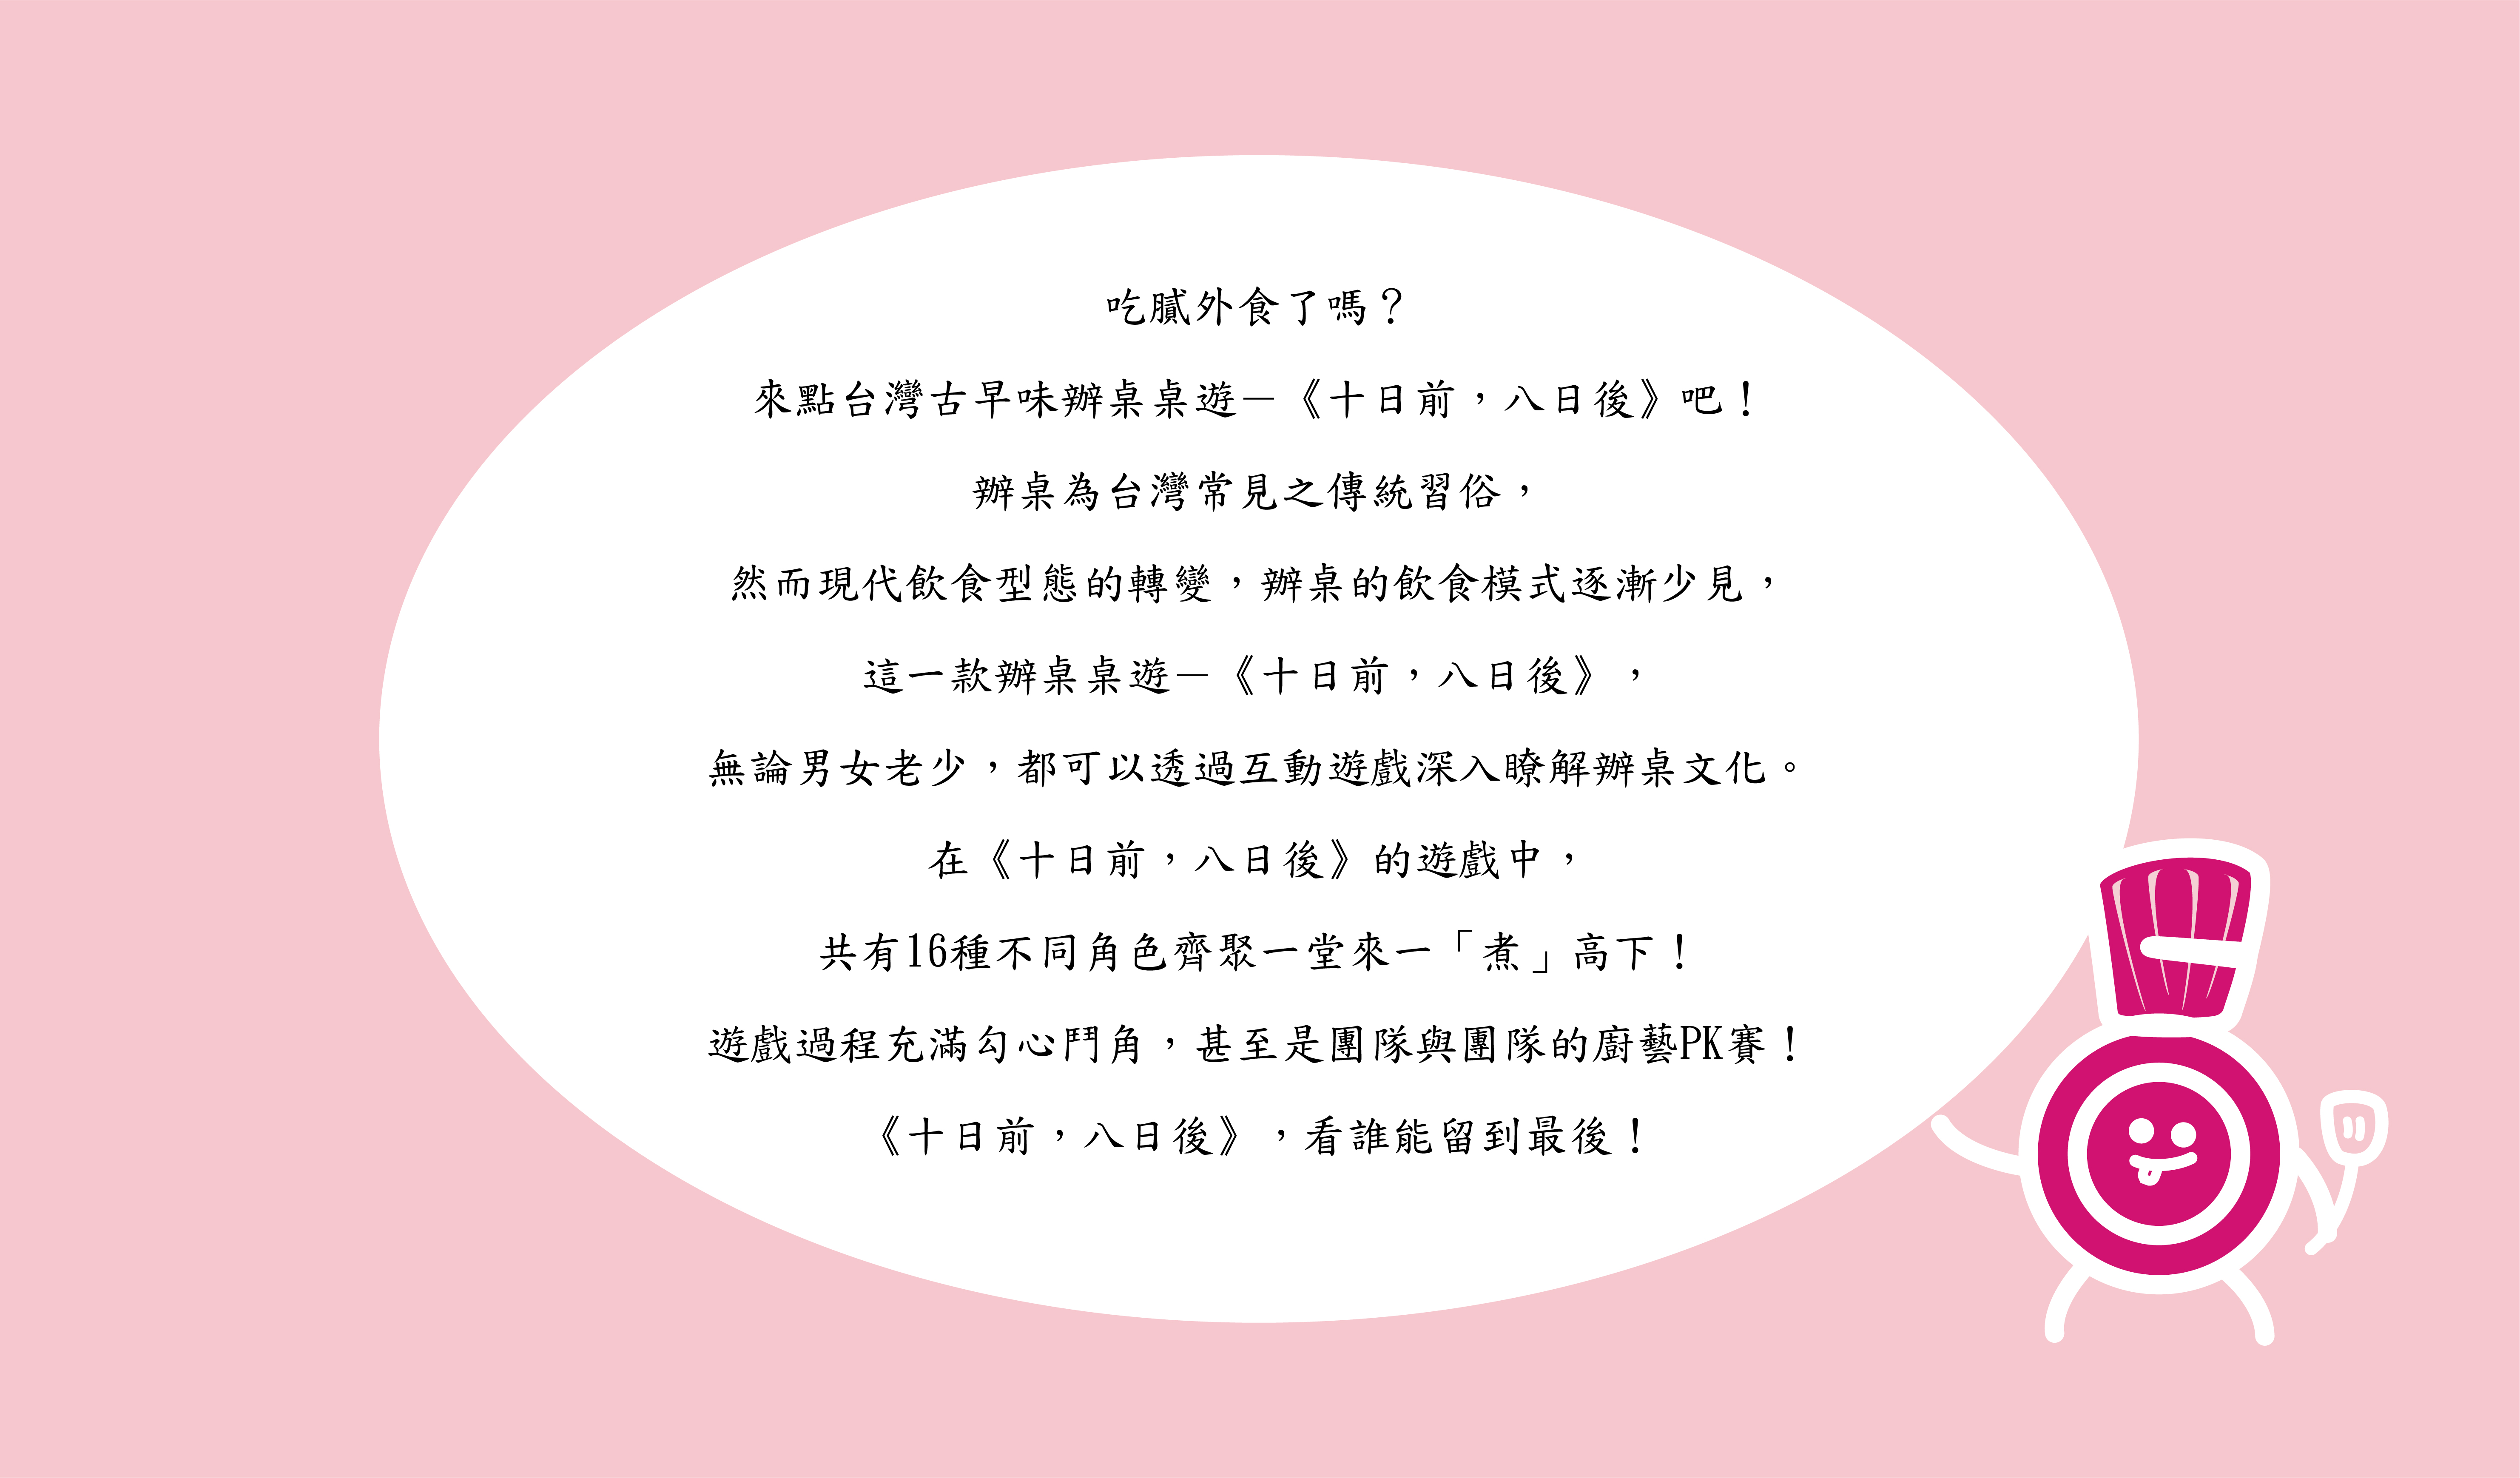 吃膩外食了嗎？
來點台灣古早味辦桌桌遊—《十日前，八日後》吧！
辦桌為台灣常見之傳統習俗，
然而現代飲食型態的轉變，辦桌的飲食模式逐漸少見，
這一款辦桌桌遊—《十日前，八日後》，
無論男女老少，都可以透過互動遊戲深入瞭解辦桌文化。
在《十日前，八日後》的遊戲中，
共有16種不同角色齊聚一堂來一「煮」高下！
遊戲過程充滿勾心鬥角，甚至是團隊與團隊的廚藝PK賽！
《十日前，八日後》，看誰能留到最後！